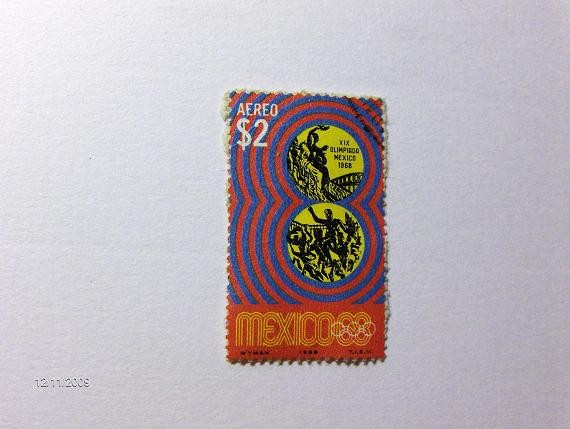 AEREO
$2
XIX
OLIMPIADA
MEXICO
1968
MEXICO68
WYMAN 1968 T.I.E.V.
12.11.2009